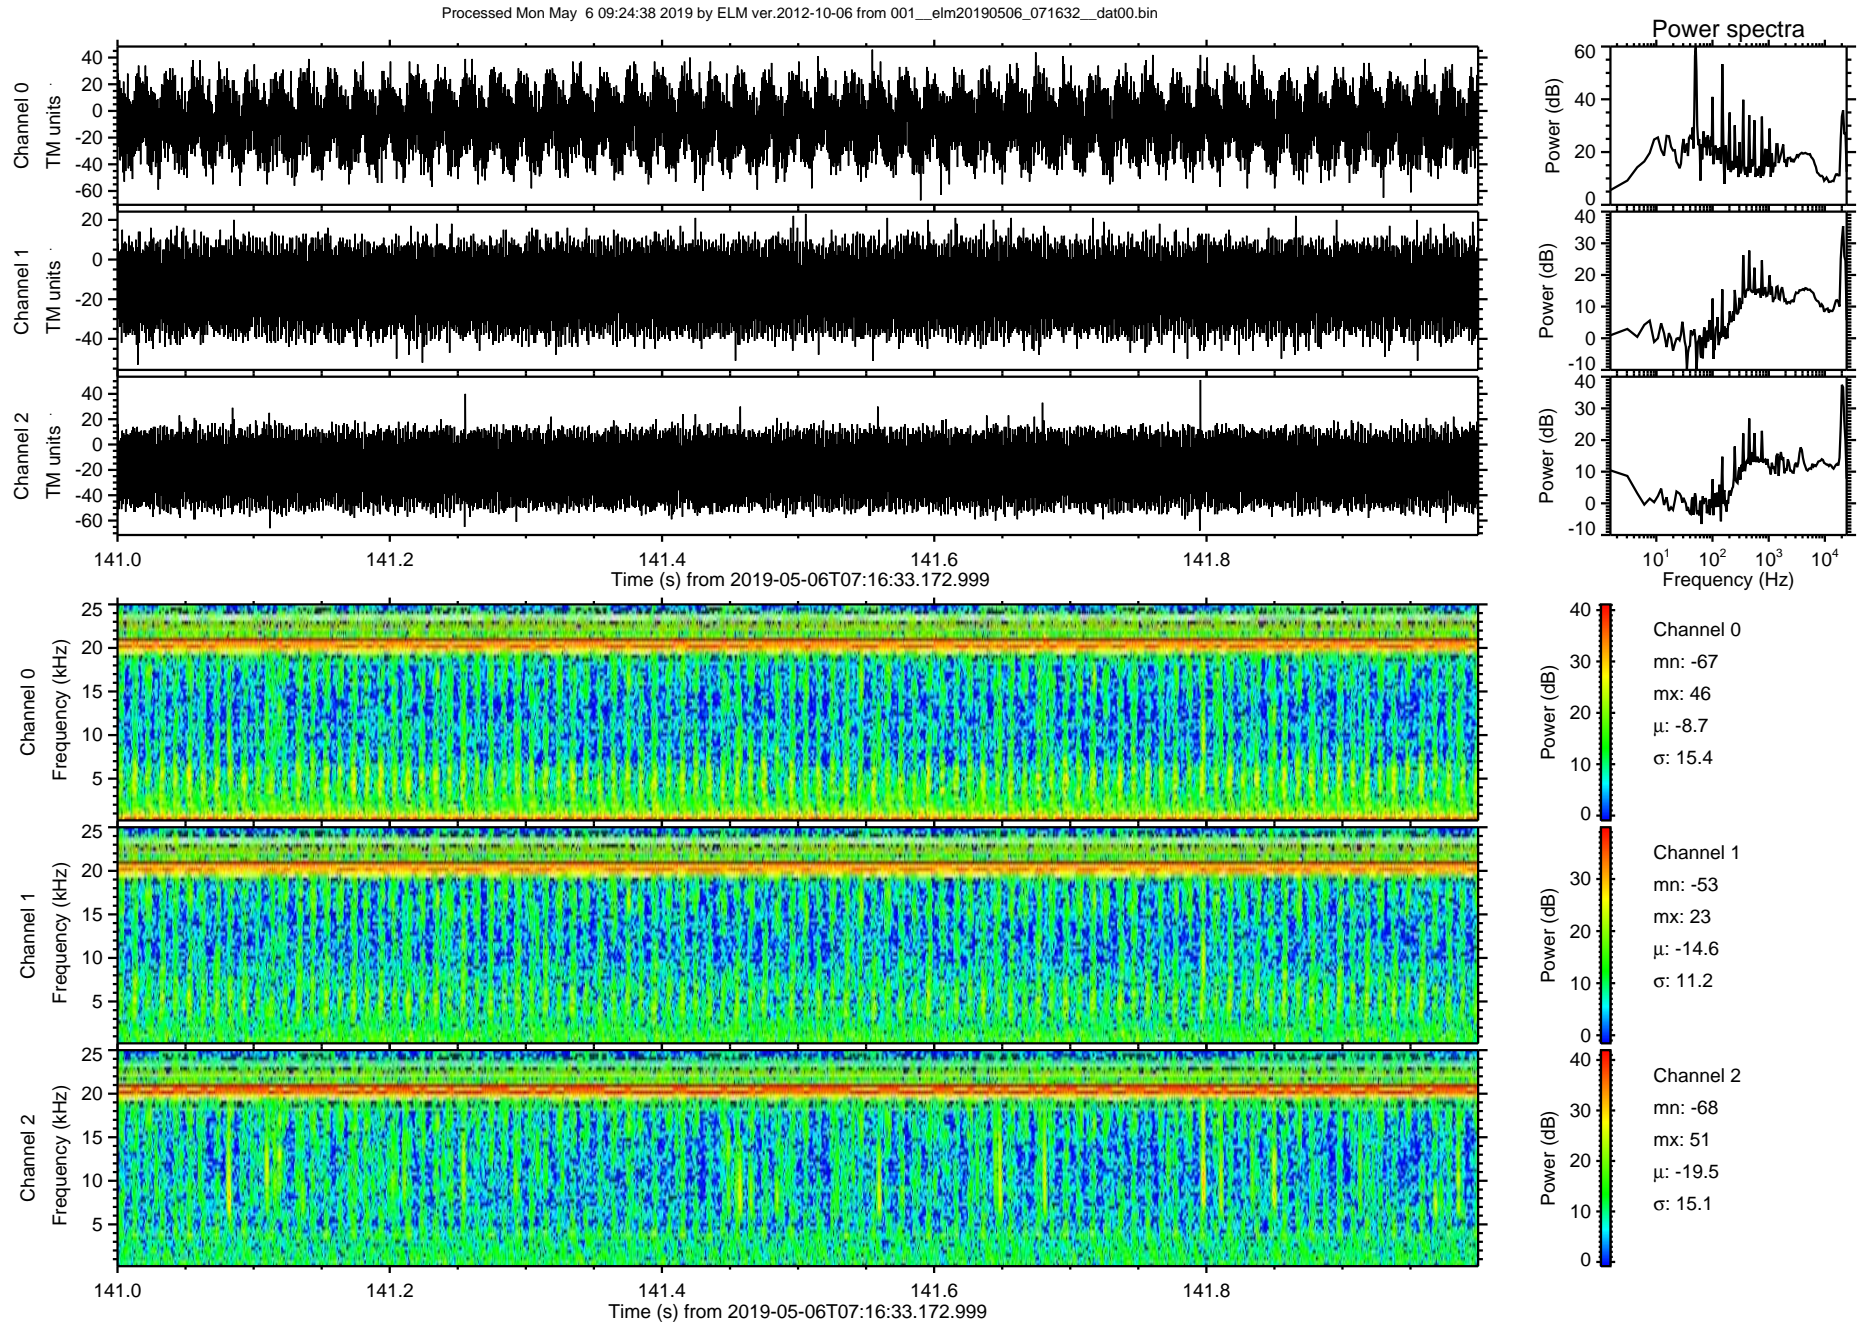 Processed Mon May  6 09:24:38 2019 by ELM ver.2012-10-06 from 001__elm20190506_071632__dat00.bin
Power spectra
Channel 0
TM units
40
20
0
-20
-40
-60
Power (dB)
60
40
20
0
Channel 1
TM units
20
0
-20
-40
Power (dB)
40
30
20
10
0
-10
Channel 2
TM units
40
20
0
-20
-40
-60
Power (dB)
40
30
20
10
0
-10
141.0 141.2 141.4 141.6 141.8
Time (s) from 2019-05-06T07:16:33.172.999
10¹ 10² 10³ 10⁴
Frequency (Hz)
Channel 0
Frequency (kHz)
25
20
15
10
5
Power (dB)
40
30
20
10
0
Channel 0
mn: -67
mx: 46
μ: -8.7
σ: 15.4
Channel 1
Frequency (kHz)
25
20
15
10
5
Power (dB)
30
20
10
0
Channel 1
mn: -53
mx: 23
μ: -14.6
σ: 11.2
Channel 2
Frequency (kHz)
25
20
15
10
5
Power (dB)
40
30
20
10
0
Channel 2
mn: -68
mx: 51
μ: -19.5
σ: 15.1
141.0 141.2 141.4 141.6 141.8
Time (s) from 2019-05-06T07:16:33.172.999